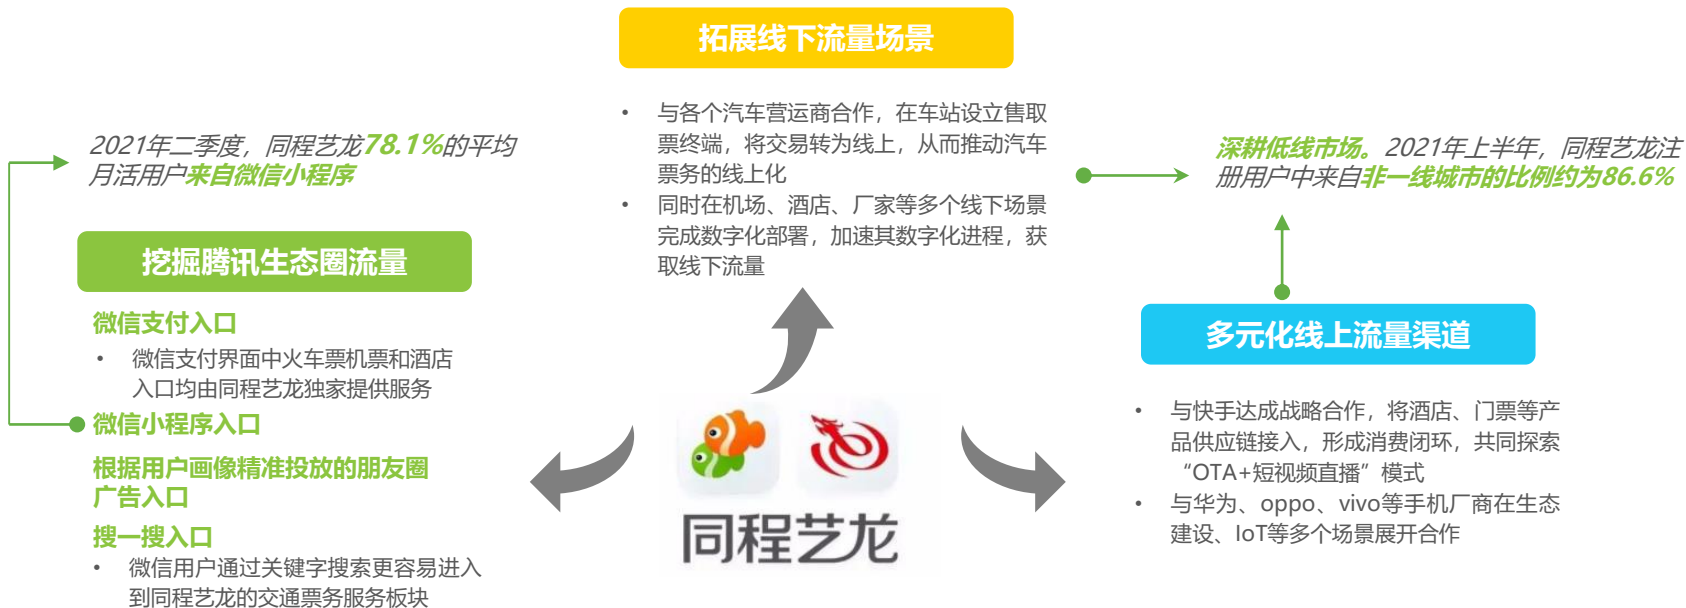 拓展线下流量场景
• 与各个汽车营运商合作，在车站设立售取
票终端，将交易转为线上，从而推动汽车
票务的线上化
• 同时在机场、酒店、厂家等多个线下场景
完成数字化部署，加速其数字化进程，获
取线下流量
2021年二季度，同程艺龙78.1%的平均
月活用户来自微信小程序
挖掘腾讯生态圈流量
微信支付入口
• 微信支付界面中火车票机票和酒店
入口均由同程艺龙独家提供服务
微信小程序入口
根据用户画像精准投放的朋友圈
广告入口
搜一搜入口
• 微信用户通过关键字搜索更容易进入
到同程艺龙的交通票务服务板块
同程艺龙
深耕低线市场。2021年上半年，同程艺龙注
册用户中来自非一线城市的比例约为86.6%
多元化线上流量渠道
• 与快手达成战略合作，将酒店、门票等产
品供应链接入，形成消费闭环，共同探索
“OTA+短视频直播”模式
• 与华为、oppo、vivo等手机厂商在生态
建设、IoT等多个场景展开合作